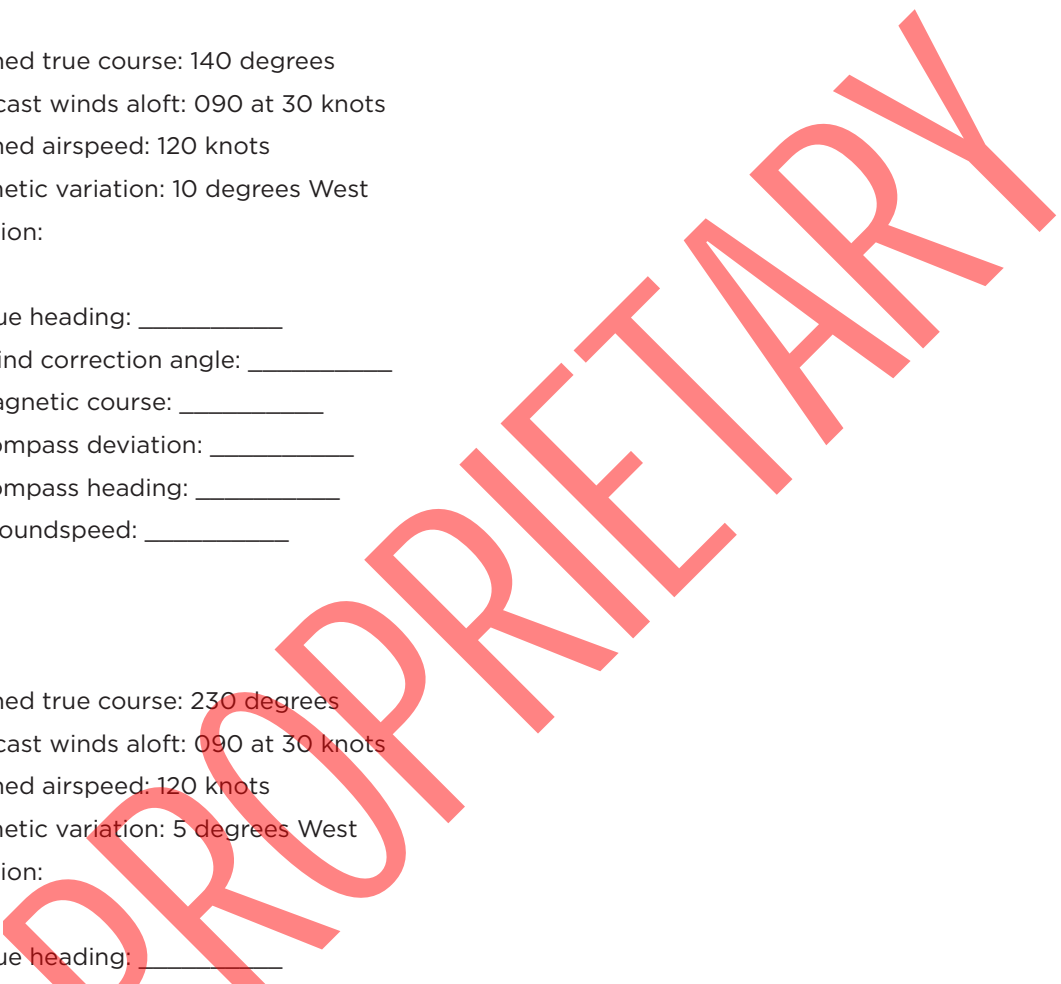 ned true course: 140 degrees
cast winds aloft: 090 at 30 knots
ned airspeed: 120 knots
netic variation: 10 degrees West
ion:
ue heading: __________
ind correction angle: __________
agnetic course: __________
ompass deviation: __________
ompass heading: __________
oundspeed: __________
ned true course: 230 degrees
cast winds aloft: 090 at 30 knots
ned airspeed: 120 knots
netic variation: 5 degrees West
ion:
ue heading: __________
PROPRIETARY